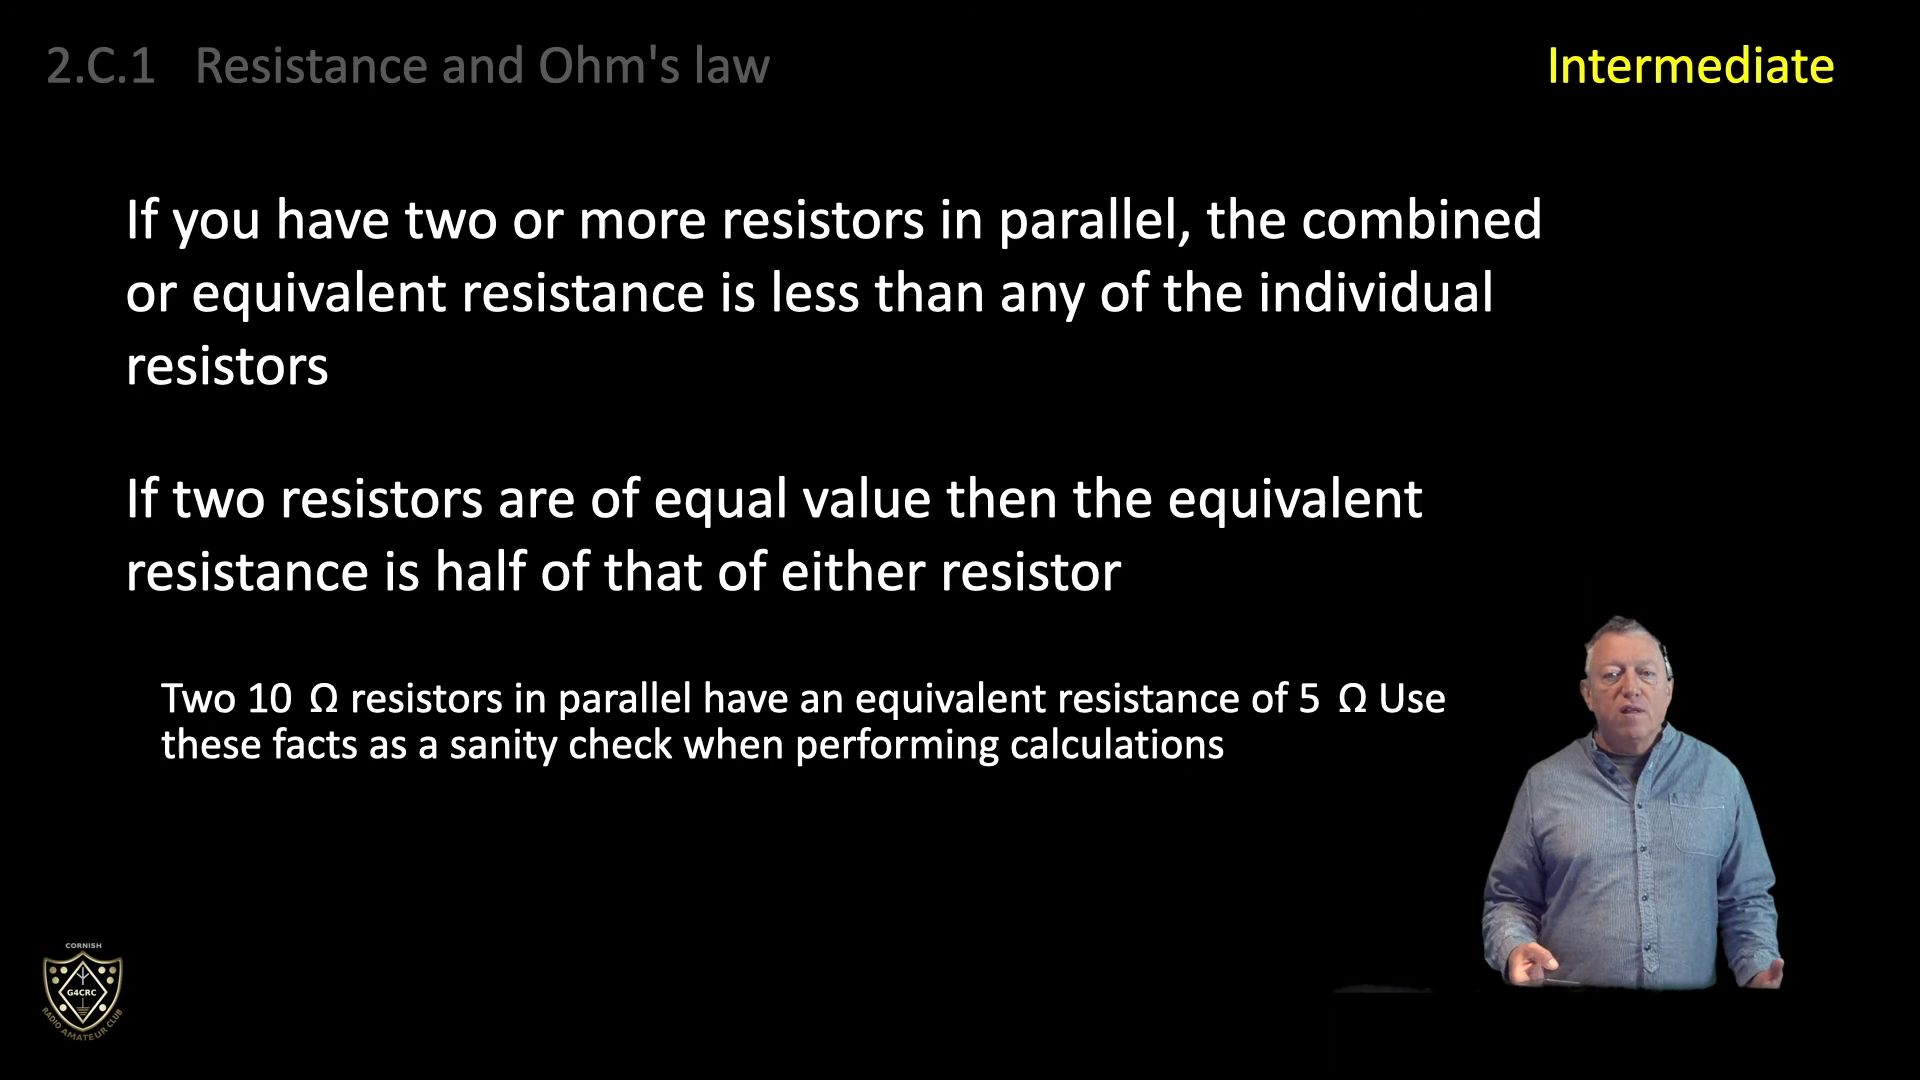 2.C.1 Resistance and Ohm's law
Intermediate
If you have two or more resistors in parallel, the combined
or equivalent resistance is less than any of the individual
resistors
If two resistors are of equal value then the equivalent
resistance is half of that of either resistor
Two 10 Ω resistors in parallel have an equivalent resistance of 5 Ω Use
these facts as a sanity check when performing calculations
CORNISH
G4CRC
RADIO AMATEUR CLUB